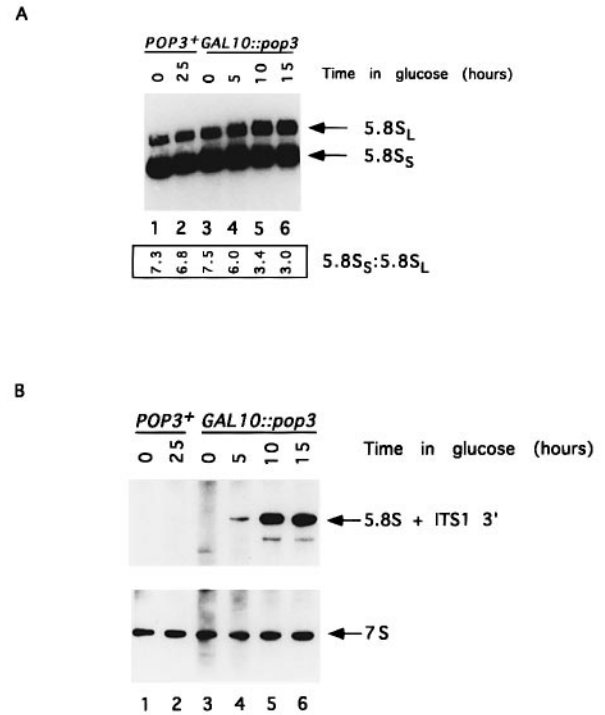 A
POP3+ GAL10::pop3
0 25 0 5 10 15 Time in glucose (hours)
5.8SL
5.8SS
1 2 3 4 5 6
7.3 6.8 7.5 6.0 3.4 3.0 5.8SS:5.8SL
B
POP3+ GAL10::pop3
0 25 0 5 10 15 Time in glucose (hours)
5.8S + ITS1 3'
7S
1 2 3 4 5 6